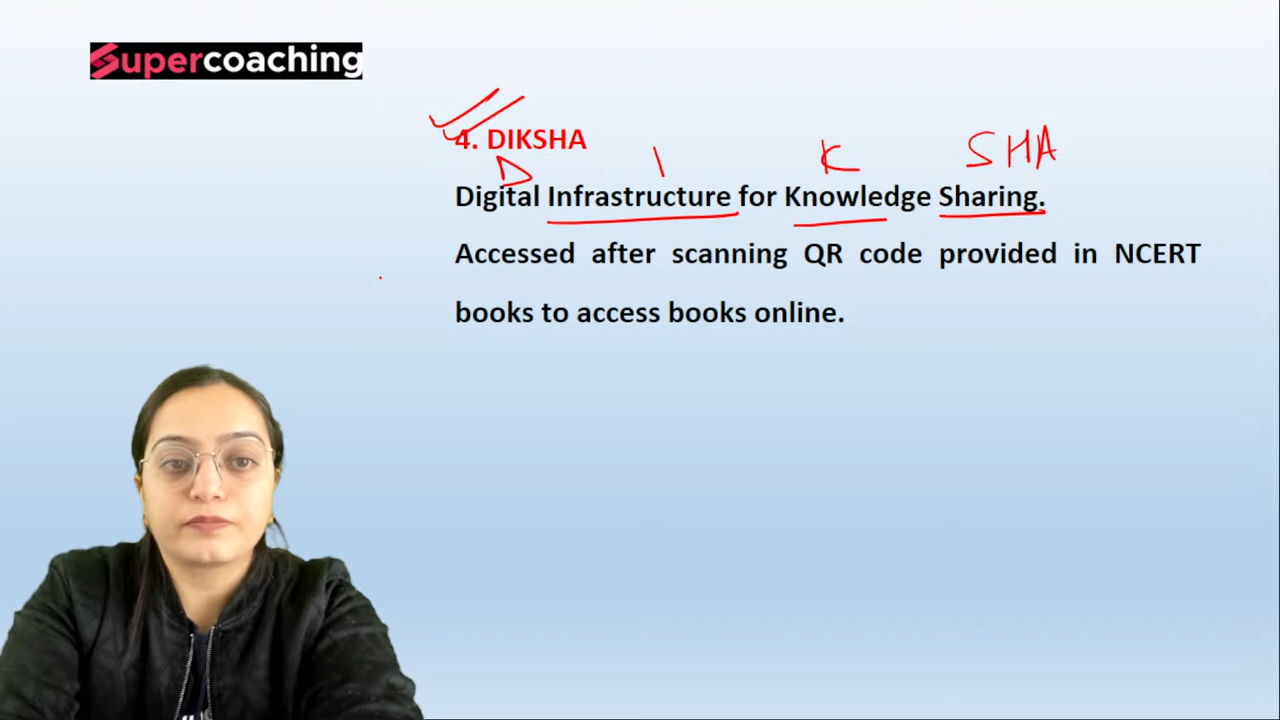 Supercoaching
4. DIKSHA
D I K SHA
Digital Infrastructure for Knowledge Sharing.
Accessed after scanning QR code provided in NCERT
books to access books online.